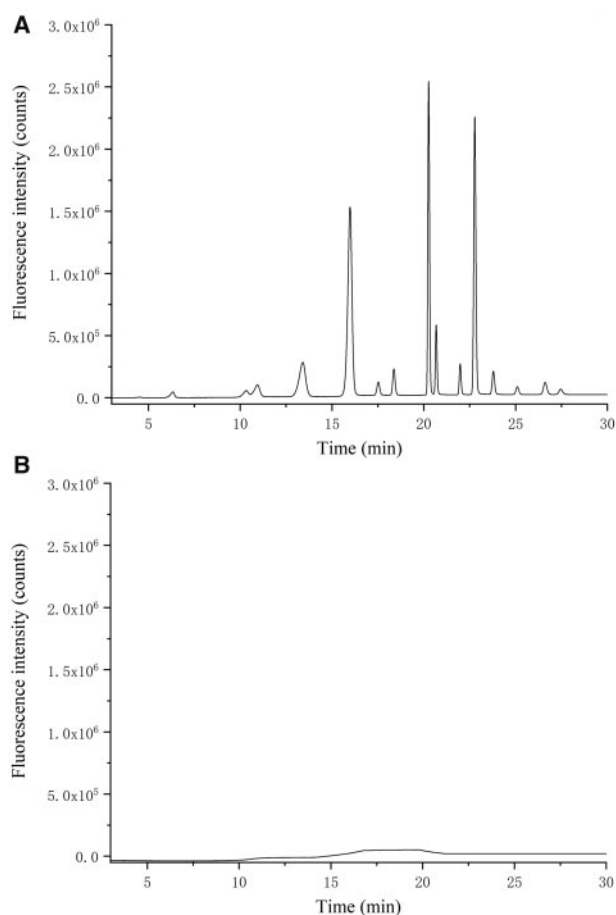 A
Fluorescence intensity (counts)
3.0x10⁶
2.5x10⁶
2.0x10⁶
1.5x10⁶
1.0x10⁶
5.0x10⁵
0.0
5 10 15 20 25 30
Time (min)
B
Fluorescence intensity (counts)
3.0x10⁶
2.5x10⁶
2.0x10⁶
1.5x10⁶
1.0x10⁶
5.0x10⁵
0.0
5 10 15 20 25 30
Time (min)